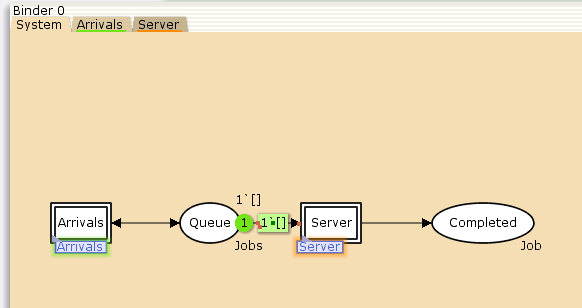 Binder 0
System Arrivals Server
1`[]
Arrivals Queue 1 1`[] Server Completed
Arrivals Jobs Server Job